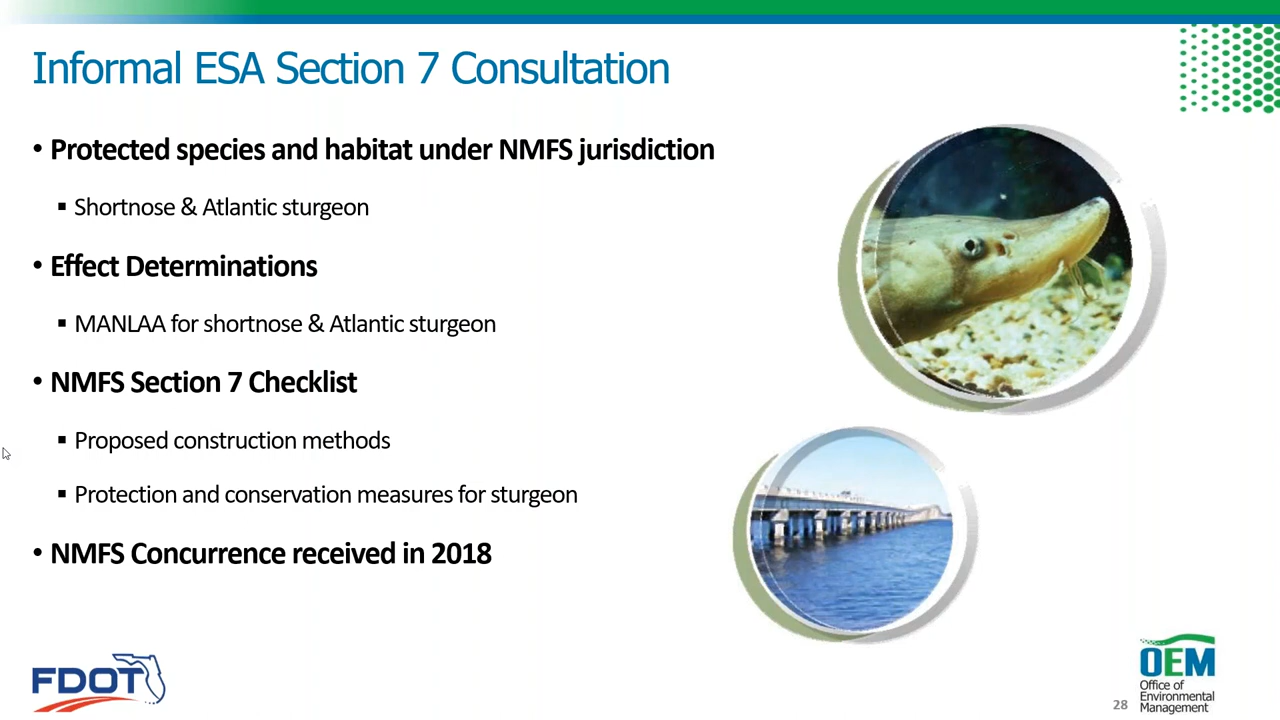 Informal ESA Section 7 Consultation
• Protected species and habitat under NMFS jurisdiction
▪ Shortnose & Atlantic sturgeon
• Effect Determinations
▪ MANLAA for shortnose & Atlantic sturgeon
• NMFS Section 7 Checklist
▪ Proposed construction methods
▪ Protection and conservation measures for sturgeon
• NMFS Concurrence received in 2018
FDOT
28
OEM
Office of
Environmental
Management